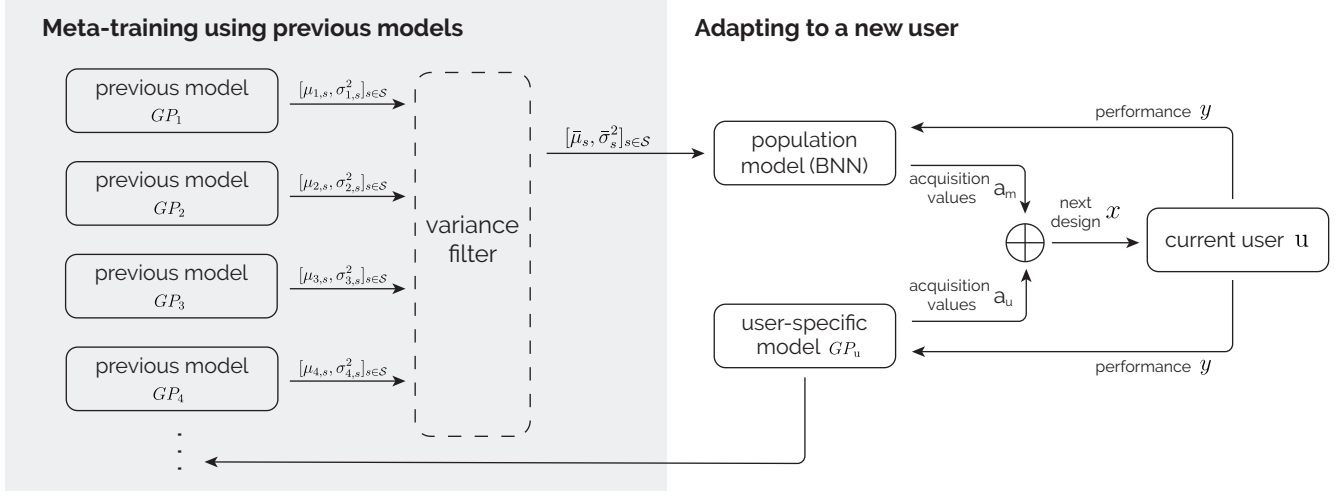 Meta-training using previous models
previous model
GP₁
[μ₁,ₛ, σ²₁,ₛ]ₛ∈𝒮
previous model
GP₂
[μ₂,ₛ, σ²₂,ₛ]ₛ∈𝒮
previous model
GP₃
[μ₃,ₛ, σ²₃,ₛ]ₛ∈𝒮
previous model
GP₄
[μ₄,ₛ, σ²₄,ₛ]ₛ∈𝒮
⋮
variance
filter
[μ̄ₛ, σ̄²ₛ]ₛ∈𝒮
Adapting to a new user
population
model (BNN)
performance y
acquisition
values aₘ
next
design x
current user u
acquisition
values aᵤ
user-specific
model GPᵤ
performance y